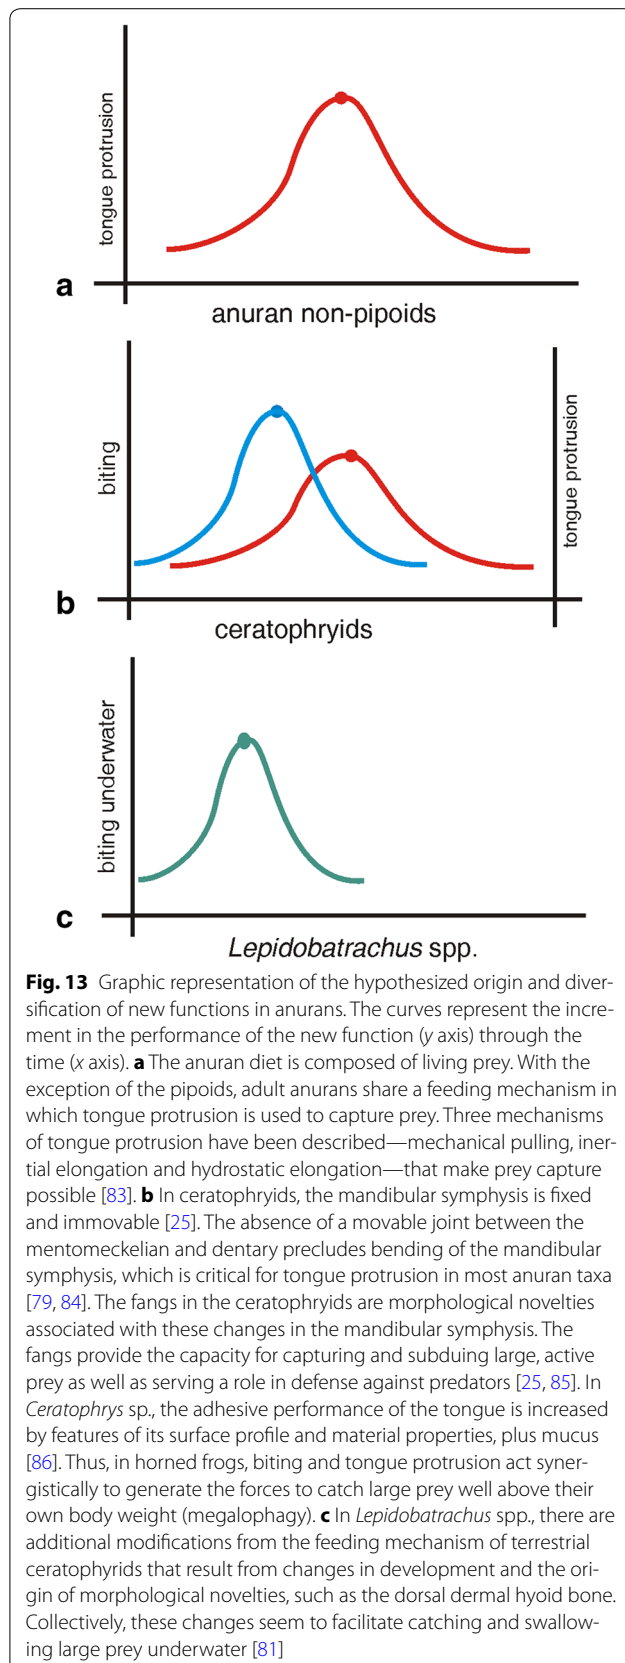 tongue protrusion
a
anuran non-pipoids
biting
tongue protrusion
b
ceratophryids
biting underwater
c
Lepidobatrachus spp.
Fig. 13 Graphic representation of the hypothesized origin and diver-
sification of new functions in anurans. The curves represent the incre-
ment in the performance of the new function (y axis) through the
time (x axis). a The anuran diet is composed of living prey. With the
exception of the pipoids, adult anurans share a feeding mechanism in
which tongue protrusion is used to capture prey. Three mechanisms
of tongue protrusion have been described—mechanical pulling, iner-
tial elongation and hydrostatic elongation—that make prey capture
possible [83]. b In ceratophryids, the mandibular symphysis is fixed
and immovable [25]. The absence of a movable joint between the
mentomeckelian and dentary precludes bending of the mandibular
symphysis, which is critical for tongue protrusion in most anuran taxa
[79, 84]. The fangs in the ceratophryids are morphological novelties
associated with these changes in the mandibular symphysis. The
fangs provide the capacity for capturing and subduing large, active
prey as well as serving a role in defense against predators [25, 85]. In
Ceratophrys sp., the adhesive performance of the tongue is increased
by features of its surface profile and material properties, plus mucus
[86]. Thus, in horned frogs, biting and tongue protrusion act syner-
gistically to generate the forces to catch large prey well above their
own body weight (megalophagy). c In Lepidobatrachus spp., there are
additional modifications from the feeding mechanism of terrestrial
ceratophyrids that result from changes in development and the ori-
gin of morphological novelties, such as the dorsal dermal hyoid bone.
Collectively, these changes seem to facilitate catching and swallow-
ing large prey underwater [81]